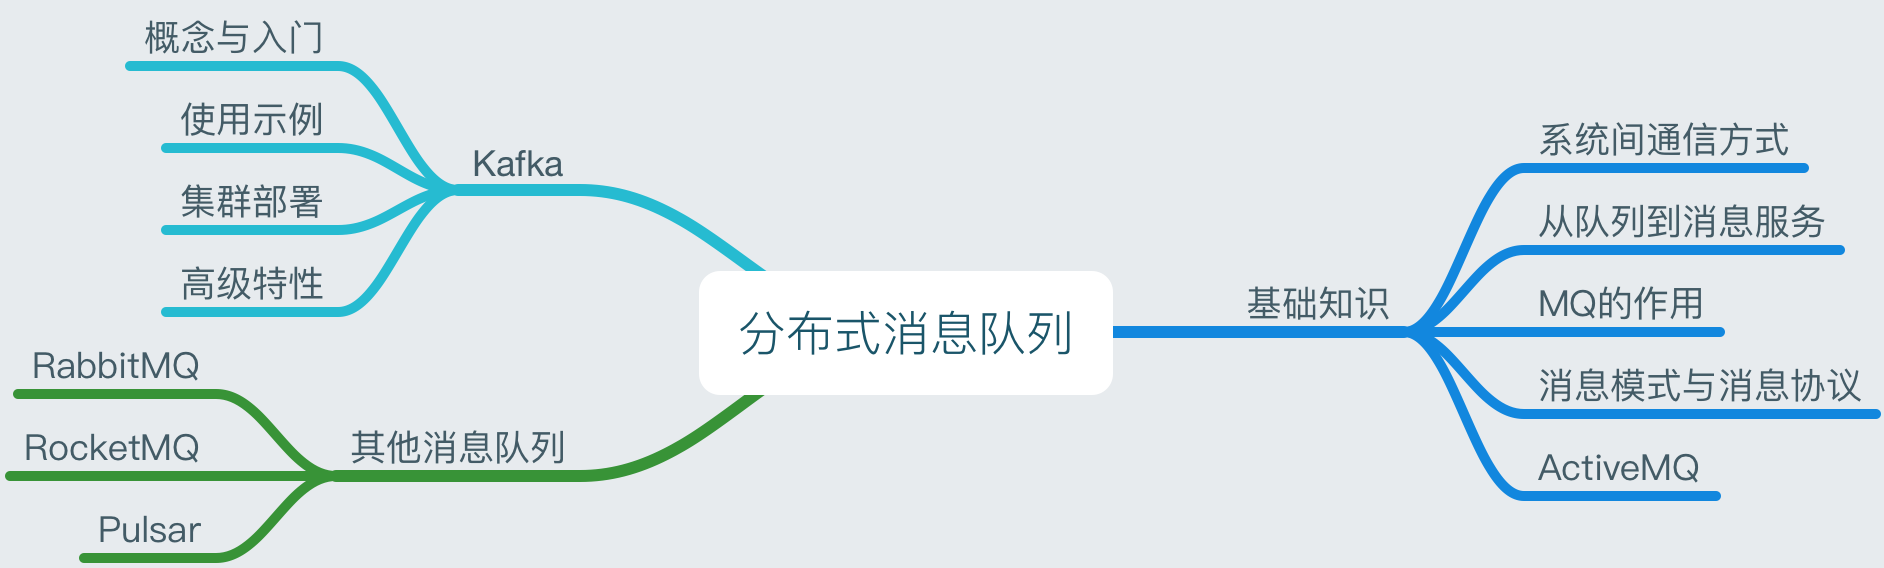 分布式消息队列
基础知识
系统间通信方式
从队列到消息服务
MQ的作用
消息模式与消息协议
ActiveMQ
Kafka
概念与入门
使用示例
集群部署
高级特性
其他消息队列
RabbitMQ
RocketMQ
Pulsar